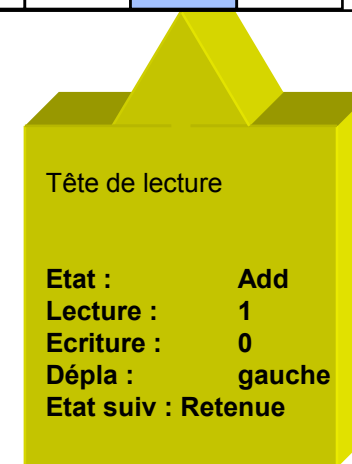 Tête de lecture
Etat : Add
Lecture : 1
Ecriture : 0
Dépla : gauche
Etat suiv : Retenue